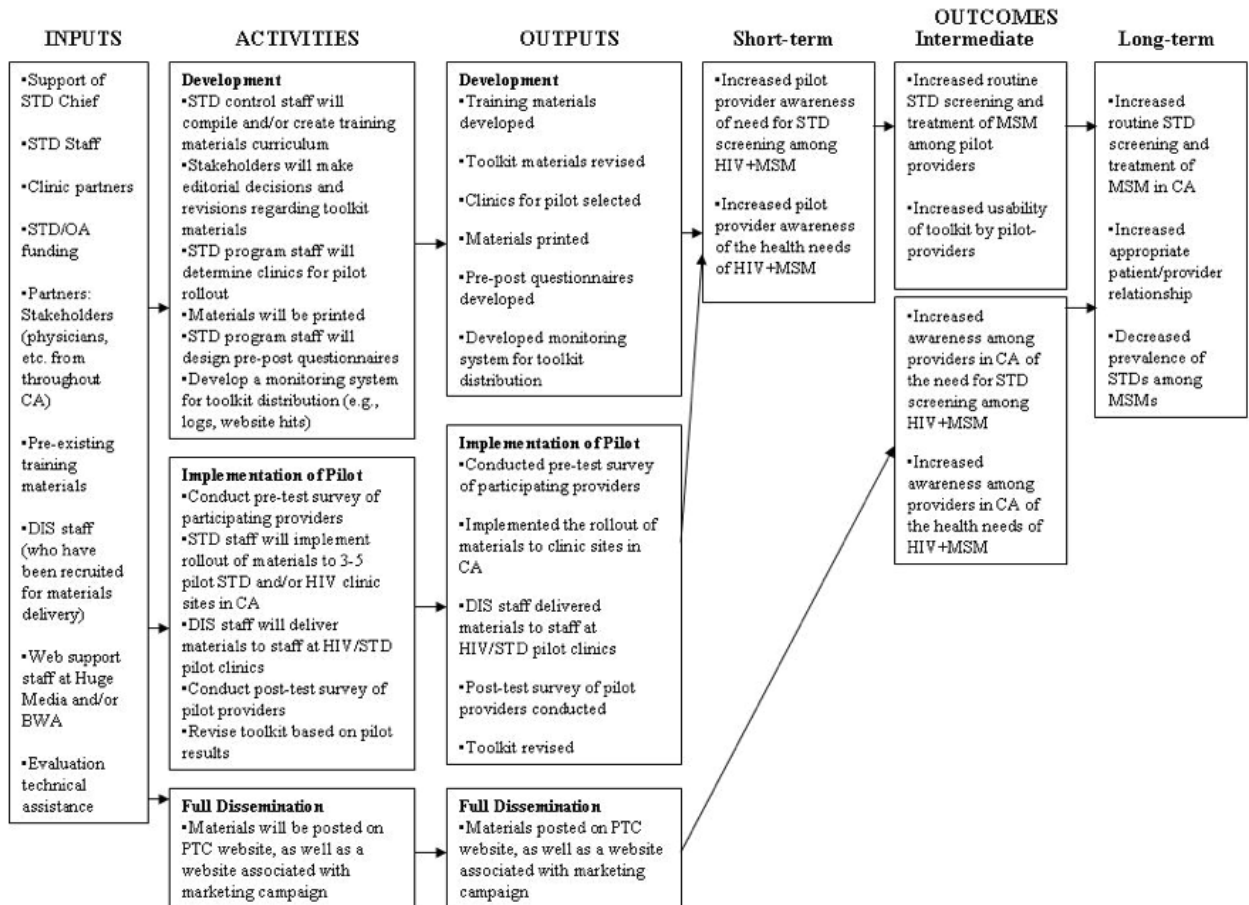 OUTCOMES
INPUTS
ACTIVITIES
OUTPUTS
Short-term
Intermediate
Long-term
▪Support of
STD Chief
▪STD Staff
▪Clinic partners
▪STD/OA
funding
▪Partners:
Stakeholders
(physicians,
etc. from
throughout
CA)
▪Pre-existing
training
materials
▪DIS staff
(who have
been recruited
for materials
delivery)
▪Web support
staff at Huge
Media and/or
BWA
▪Evaluation
technical
assistance
Development
▪STD control staff will
compile and/or create training
materials curriculum
▪Stakeholders will make
editorial decisions and
revisions regarding toolkit
materials
▪STD program staff will
determine clinics for pilot
rollout
▪Materials will be printed
▪STD program staff will
design pre-post questionnaires
▪Develop a monitoring system
for toolkit distribution (e.g.,
logs, website hits)
Implementation of Pilot
▪Conduct pre-test survey of
participating providers
▪STD staff will implement
rollout of materials to 3-5
pilot STD and/or HIV clinic
sites in CA
▪DIS staff will deliver
materials to staff at HIV/STD
pilot clinics
▪Conduct post-test survey of
pilot providers
▪Revise toolkit based on pilot
results
Full Dissemination
▪Materials will be posted on
PTC website, as well as a
website associated with
marketing campaign
Development
▪Training materials
developed
▪Toolkit materials revised
▪Clinics for pilot selected
▪Materials printed
▪Pre-post questionnaires
developed
▪Developed monitoring
system for toolkit
distribution
Implementation of Pilot
▪Conducted pre-test survey
of participating providers
▪Implemented the rollout of
materials to clinic sites in
CA
▪DIS staff delivered
materials to staff at
HIV/STD pilot clinics
▪Post-test survey of pilot
providers conducted
▪Toolkit revised
Full Dissemination
▪Materials posted on PTC
website, as well as a website
associated with marketing
campaign
▪Increased pilot
provider awareness
of need for STD
screening among
HIV+MSM
▪Increased pilot
provider awareness
of the health needs
of HIV+MSM
▪Increased routine
STD screening and
treatment of MSM
among pilot
providers
▪Increased usability
of toolkit by pilot-
providers
▪Increased
awareness among
providers in CA of
the need for STD
screening among
HIV+MSM
▪Increased
awareness among
providers in CA of
the health needs of
HIV+MSM
▪Increased
routine STD
screening and
treatment of
MSM in CA
▪Increased
appropriate
patient/provider
relationship
▪Decreased
prevalence of
STDs among
MSMs